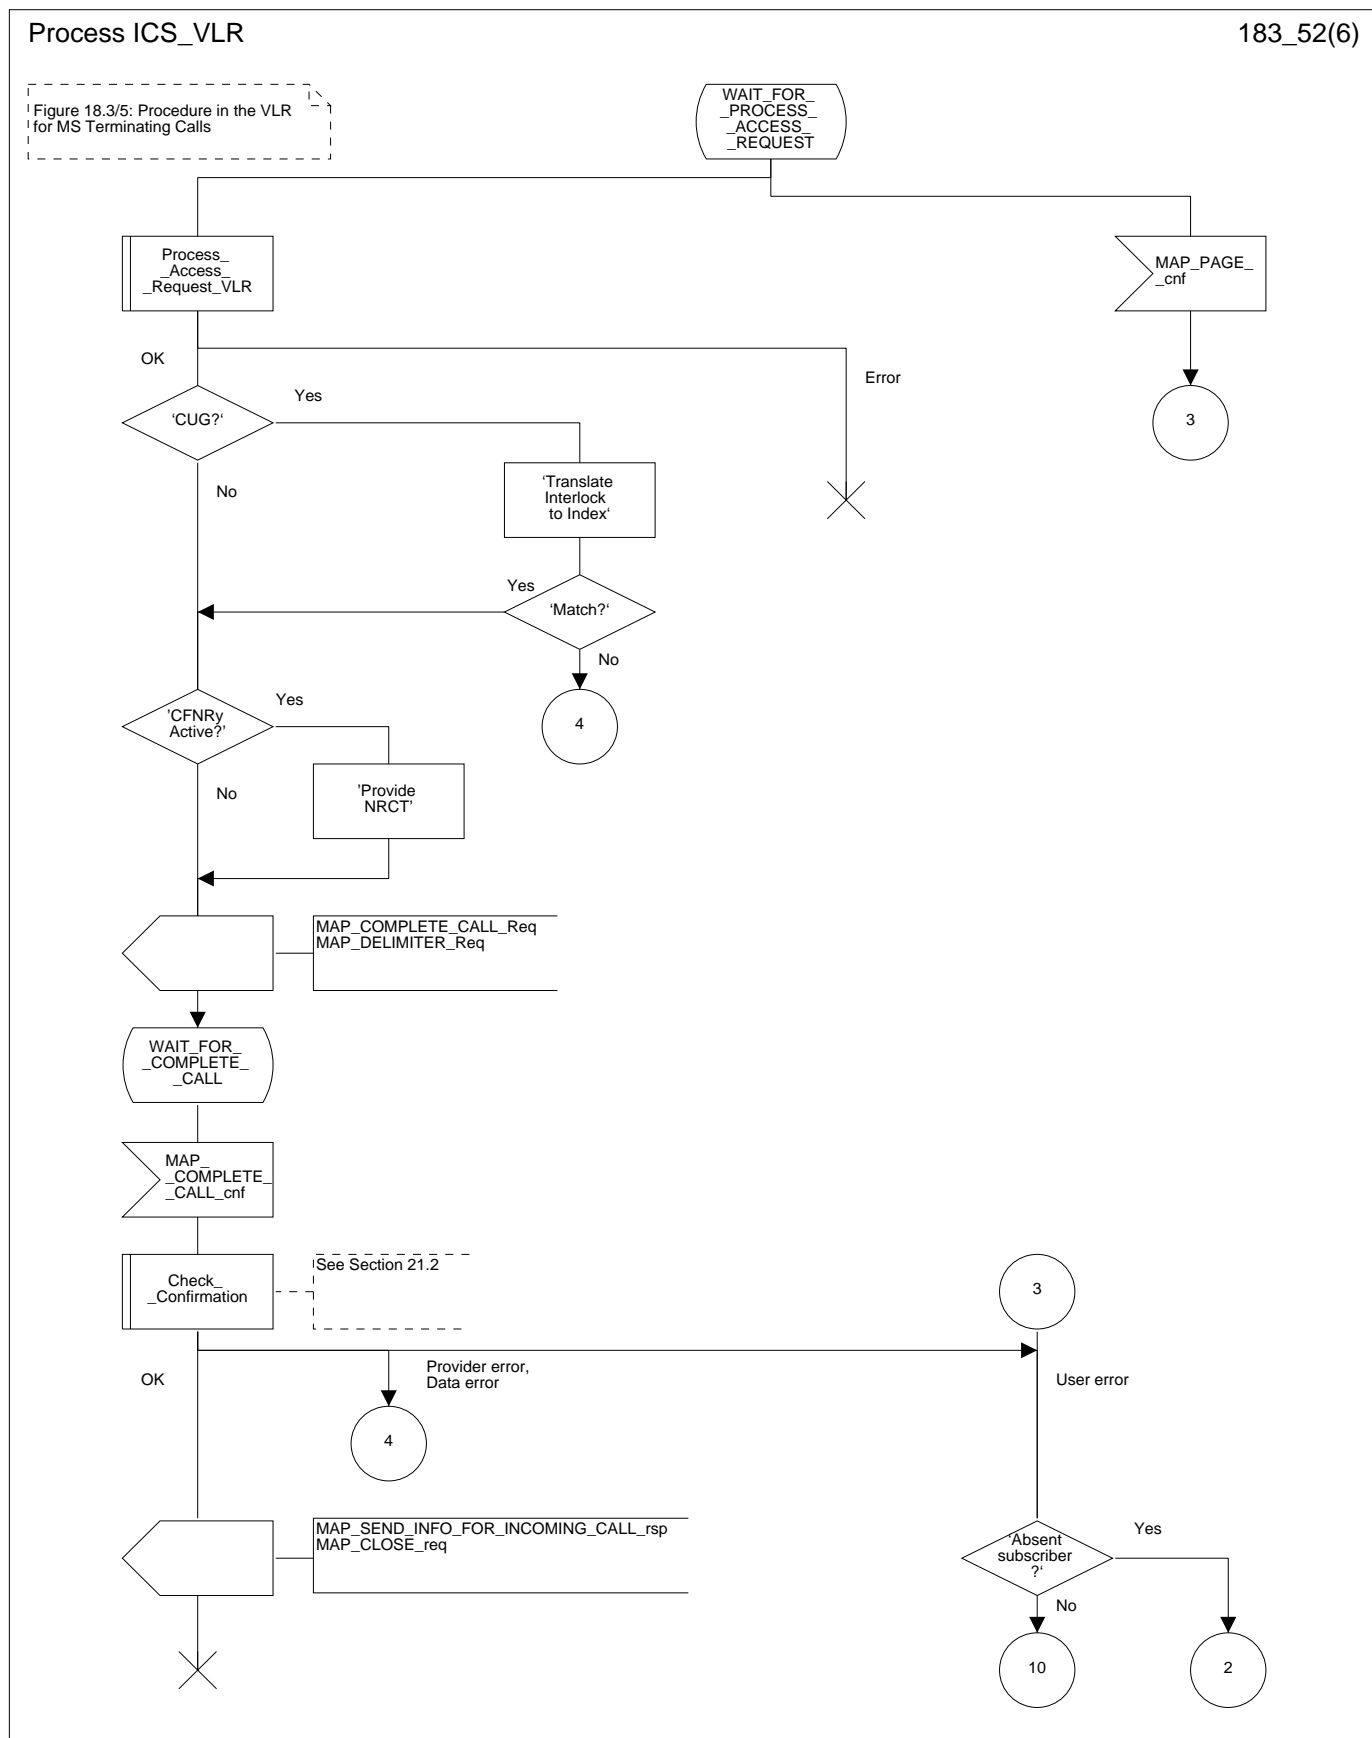 Process ICS_VLR
183_52(6)
Figure 18.3/5: Procedure in the VLR
for MS Terminating Calls
WAIT_FOR_
_PROCESS_
_ACCESS_
_REQUEST
Process_
_Access_
_Request_VLR
MAP_PAGE_
_cnf
OK
Error
3
‘CUG?‘
Yes
No
‘Translate
Interlock
to Index‘
Yes
‘Match?‘
No
4
'CFNRy
Active?'
Yes
No
'Provide
NRCT'
MAP_COMPLETE_CALL_Req
MAP_DELIMITER_Req
WAIT_FOR_
_COMPLETE_
_CALL
MAP_
_COMPLETE_
_CALL_cnf
Check_
_Confirmation
See Section 21.2
3
OK
Provider error,
Data error
User error
4
MAP_SEND_INFO_FOR_INCOMING_CALL_rsp
MAP_CLOSE_req
‘Absent
subscriber
?‘
Yes
No
10
2